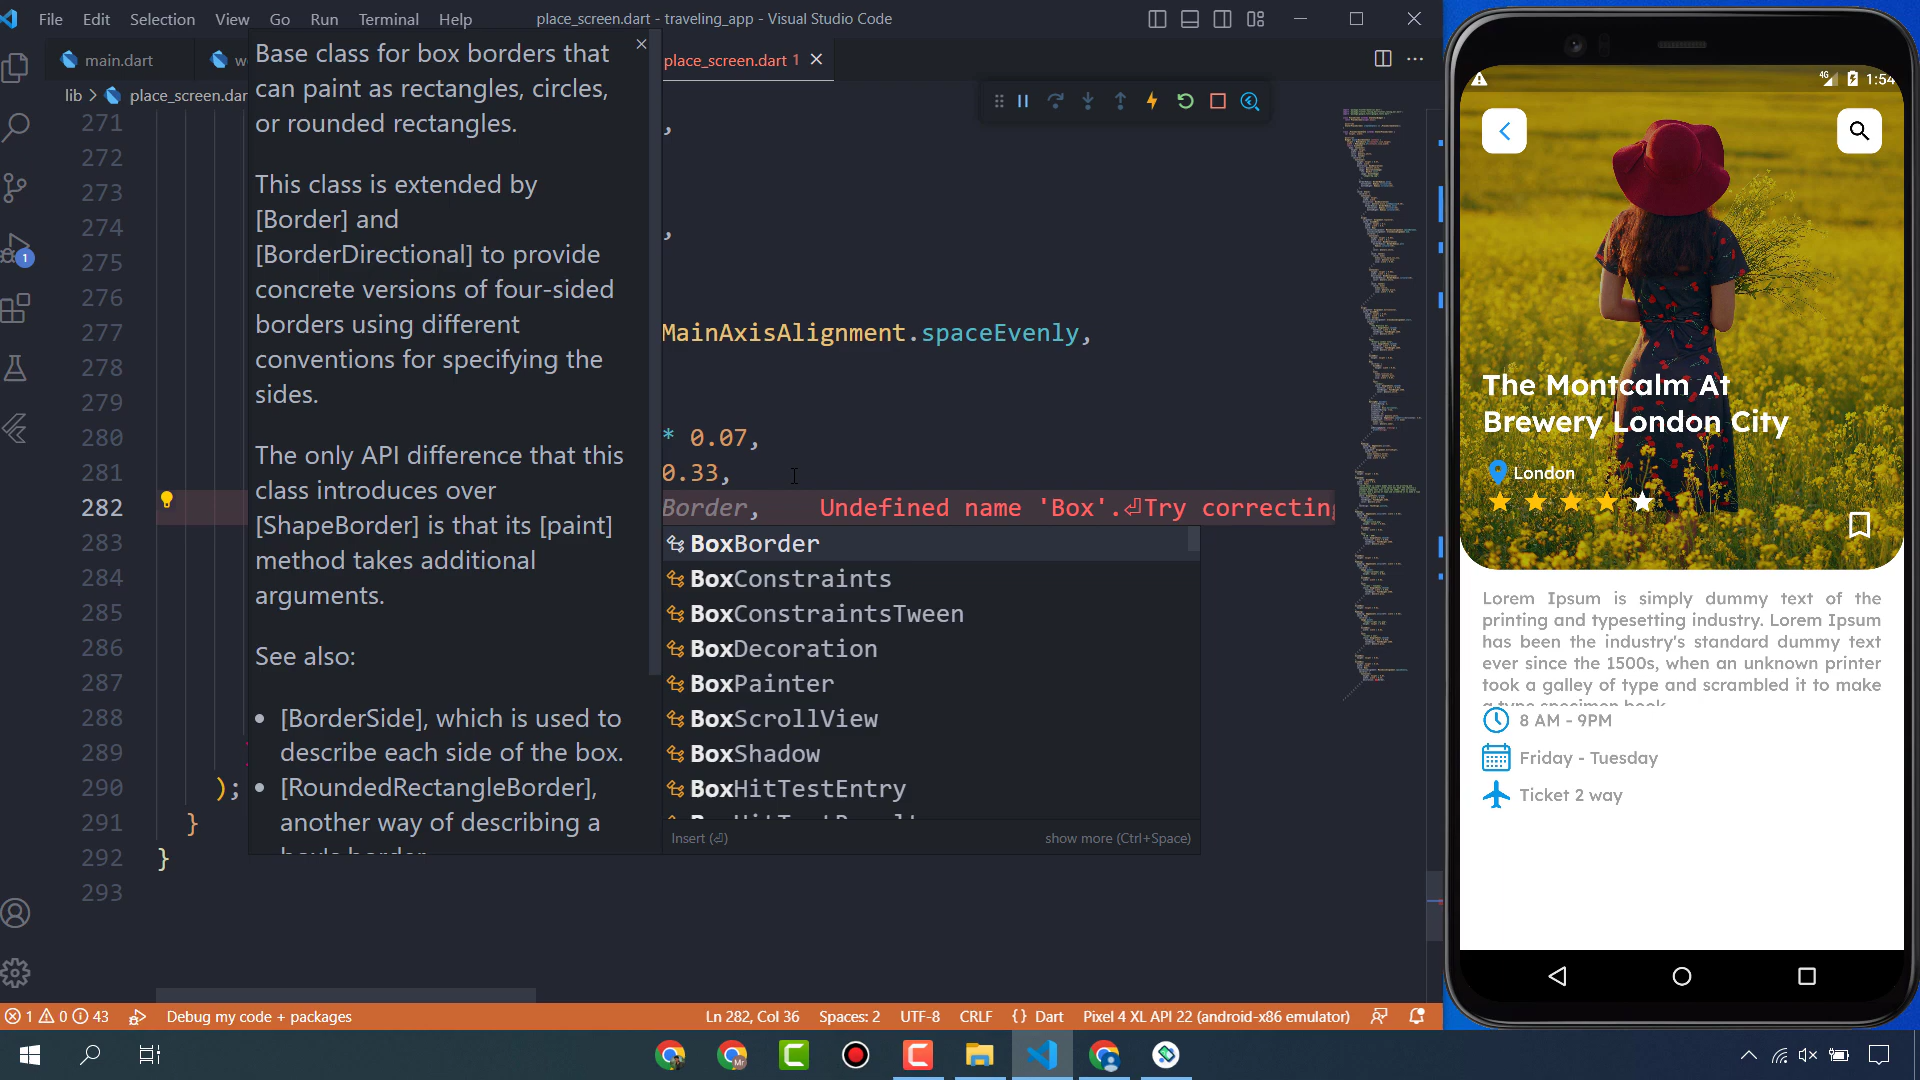 File Edit Selection View Go Run Terminal Help
place_screen.dart - traveling_app - Visual Studio Code
main.dart
place_screen.dart 1
lib
place_screen.dar
Base class for box borders that
can paint as rectangles, circles,
or rounded rectangles.
This class is extended by
[Border] and
[BorderDirectional] to provide
concrete versions of four-sided
borders using different
conventions for specifying the
sides.
The only API difference that this
class introduces over
[ShapeBorder] is that its [paint]
method takes additional
arguments.
See also:
• [BorderSide], which is used to
describe each side of the box.
• [RoundedRectangleBorder],
another way of describing a
box's border
271
,
272
273
274
,
275
276
277
MainAxisAlignment.spaceEvenly,
278
279
280
* 0.07,
281
0.33,
282
Border, Undefined name 'Box'.⏎Try correctin
283
284
285
286
287
288
289
290
);
291
}
292
}
293
BoxBorder
BoxConstraints
BoxConstraintsTween
BoxDecoration
BoxPainter
BoxScrollView
BoxShadow
BoxHitTestEntry
BoxHitTestResult
Insert (⏎)
show more (Ctrl+Space)
1
1 0 43
Debug my code + packages
Ln 282, Col 36
Spaces: 2
UTF-8
CRLF
{} Dart
Pixel 4 XL API 22 (android-x86 emulator)
4G
1:54
The Montcalm At
Brewery London City
London
Lorem Ipsum is simply dummy text of the
printing and typesetting industry. Lorem Ipsum
has been the industry's standard dummy text
ever since the 1500s, when an unknown printer
took a galley of type and scrambled it to make
a type specimen book
8 AM - 9PM
Friday - Tuesday
Ticket 2 way